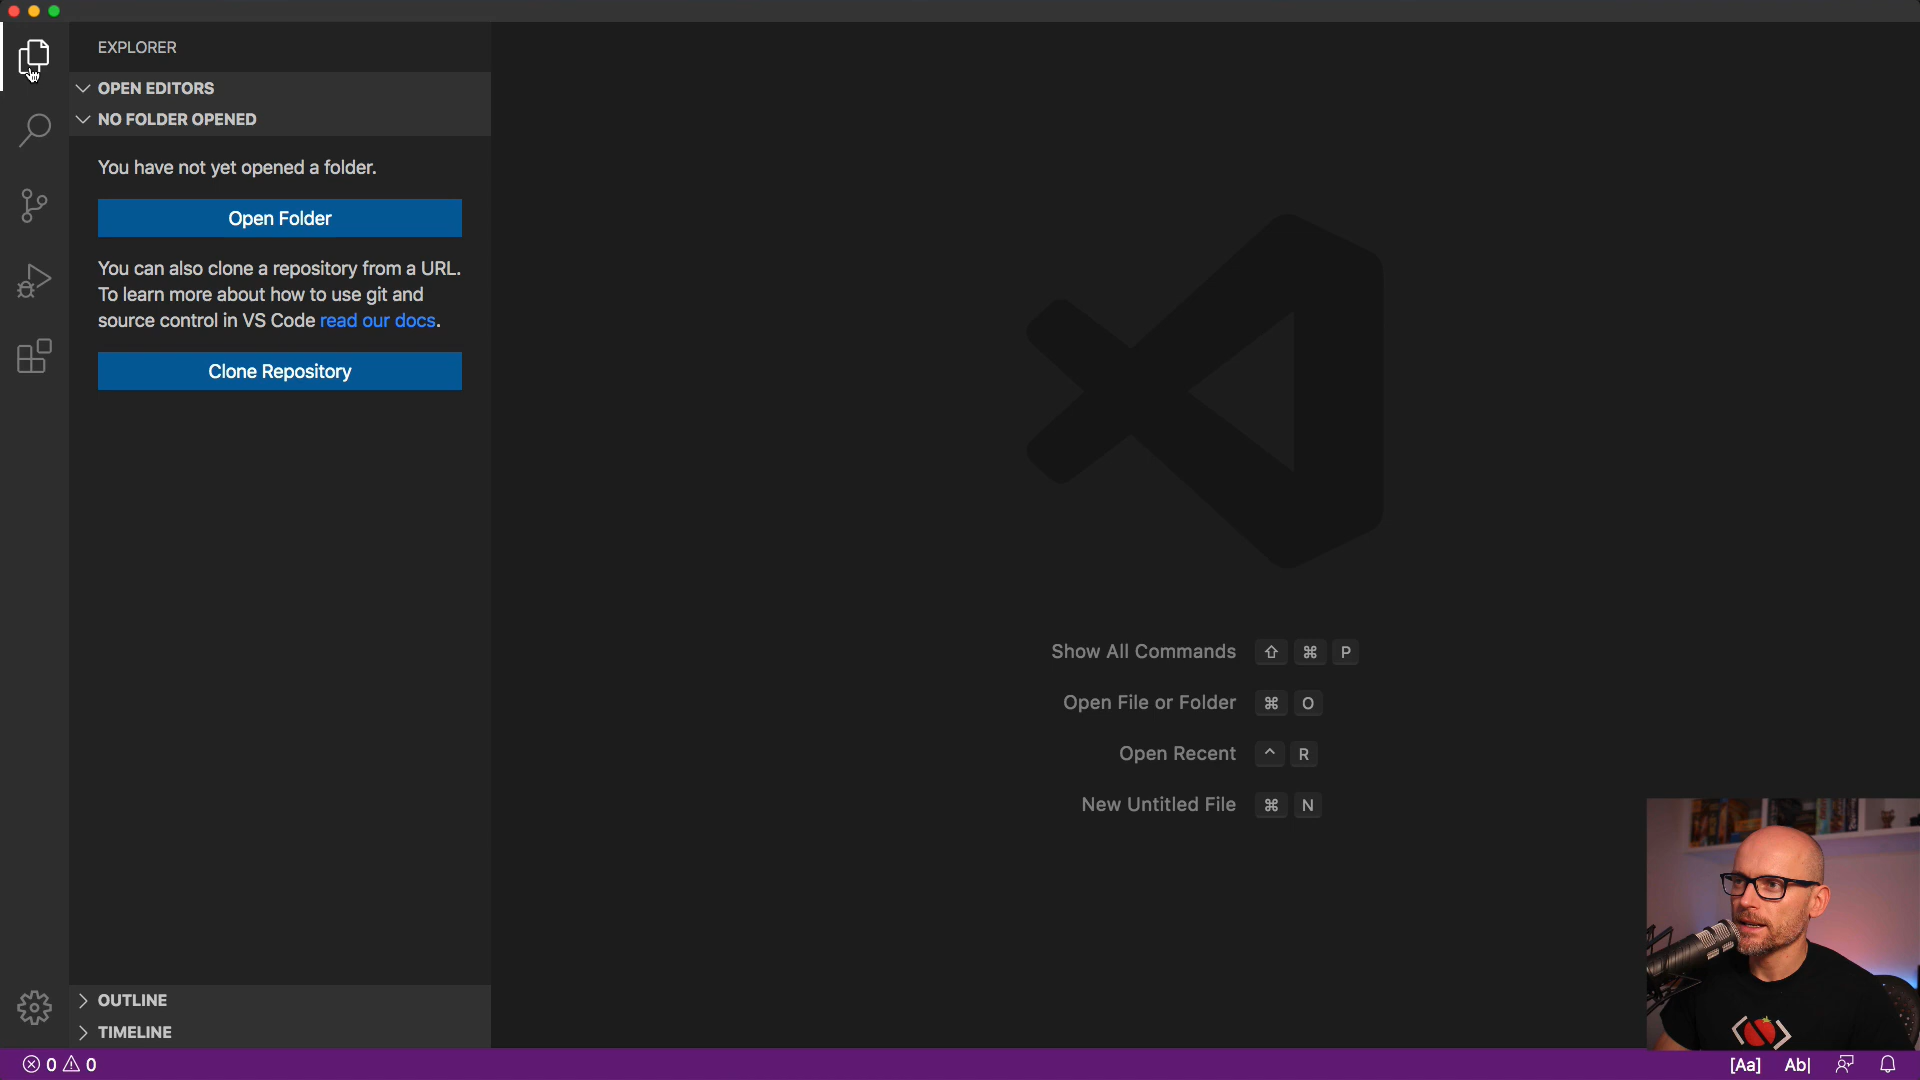 EXPLORER
OPEN EDITORS
NO FOLDER OPENED
You have not yet opened a folder.
Open Folder
You can also clone a repository from a URL.
To learn more about how to use git and
source control in VS Code read our docs.
Clone Repository
Show All Commands ⇧ ⌘ P
Open File or Folder ⌘ O
Open Recent ^ R
New Untitled File ⌘ N
OUTLINE
TIMELINE
0 0
[Aa] Ab|